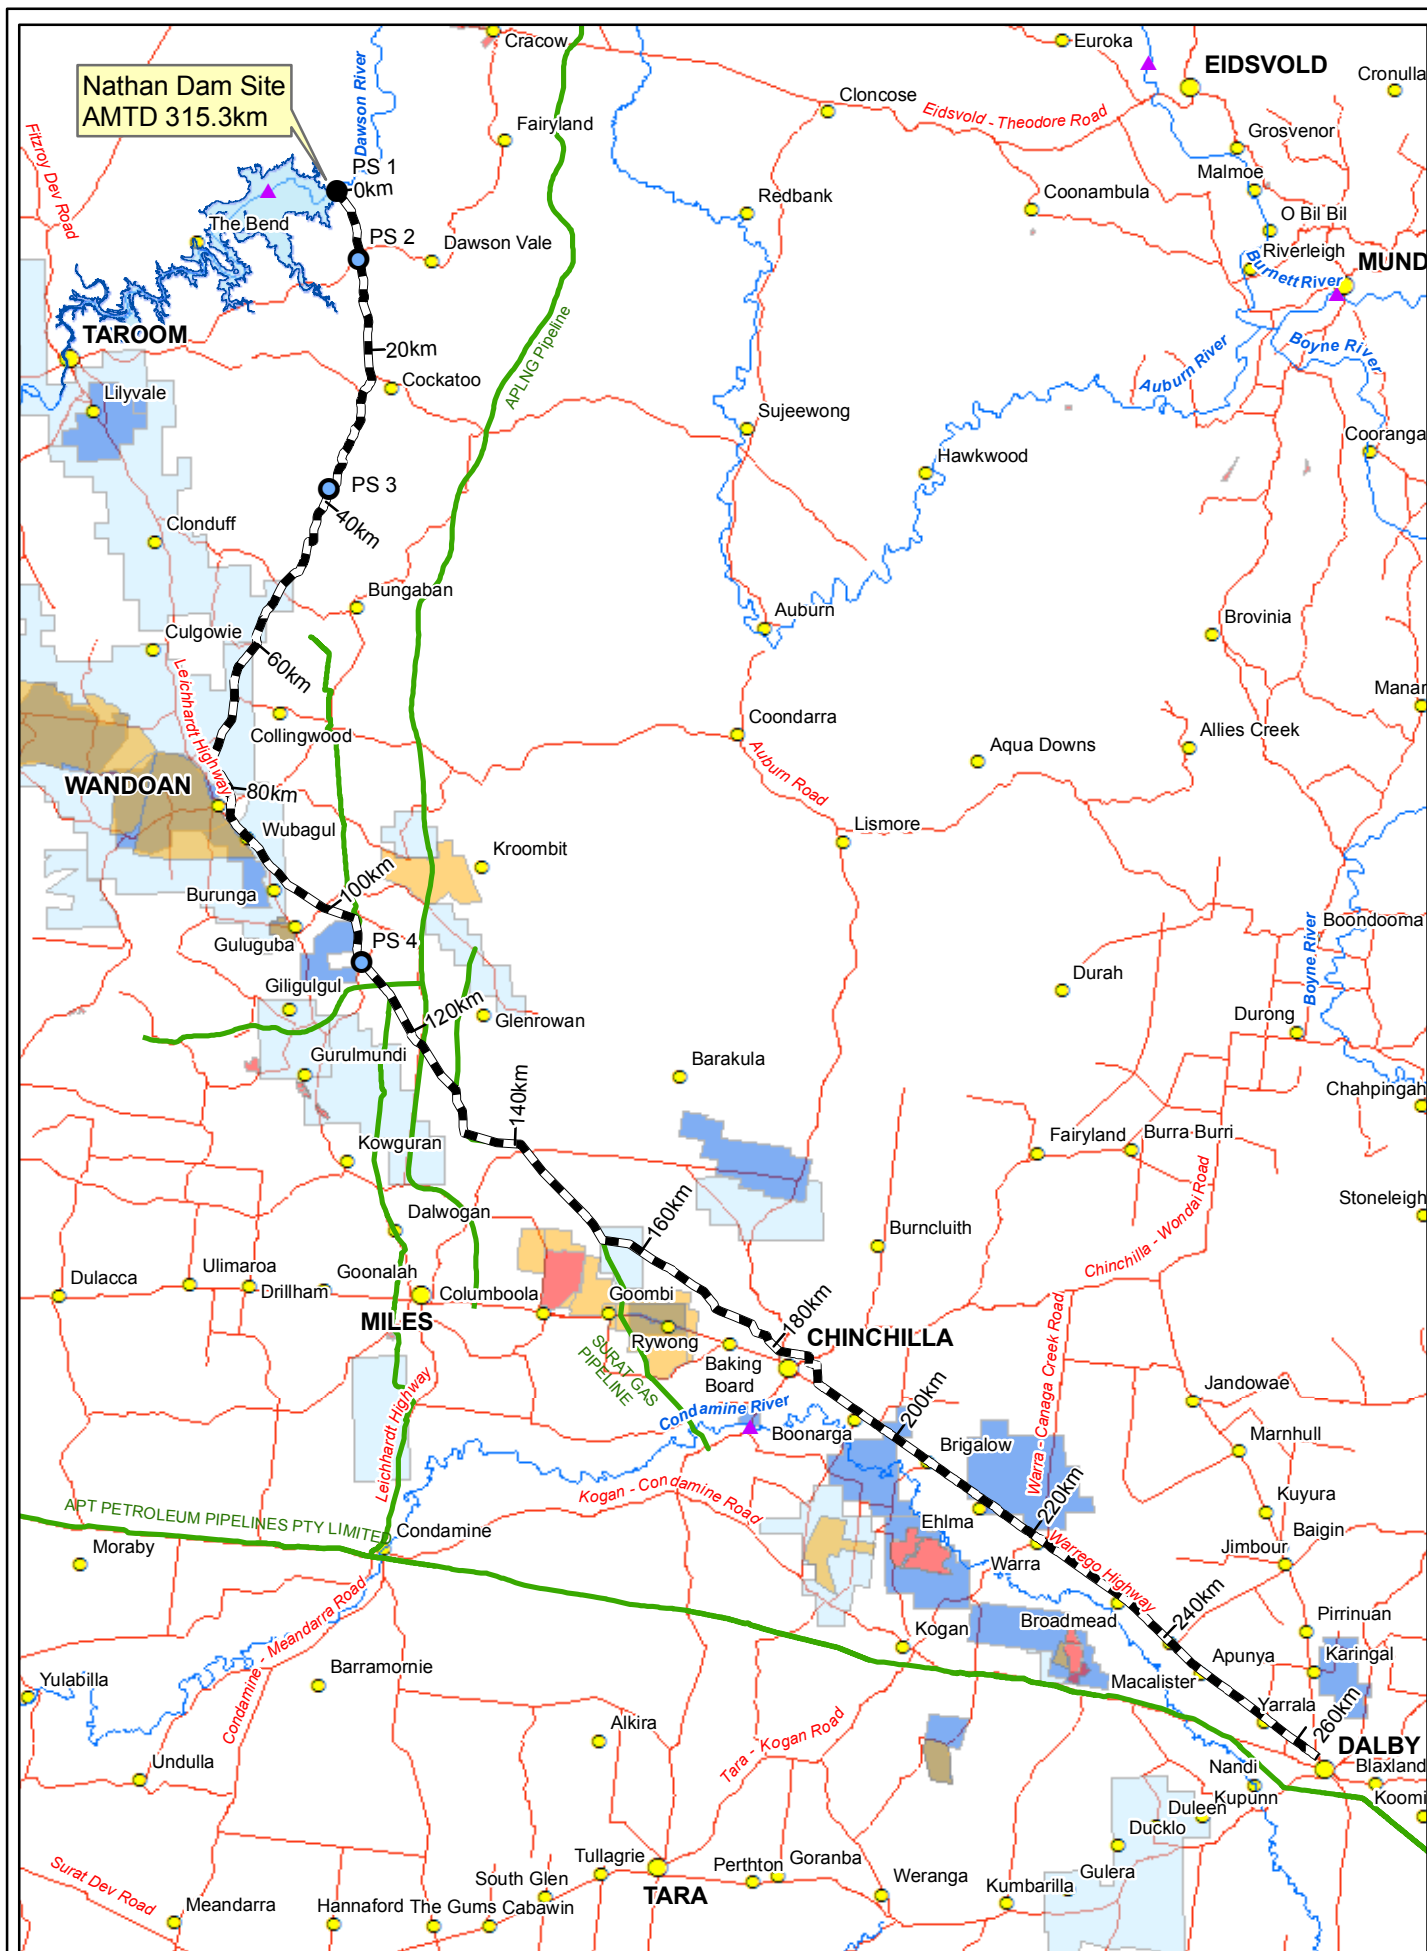 Cracow
Euroka
EIDSVOLD
Cronulla
Nathan Dam Site
AMTD 315.3km
Dawson River
Cloncose
Eidsvold - Theodore Road
Fairyland
Grosvenor
Fitzroy Dev Road
PS 1
0km
Malmoe
Redbank
Coonambula
O Bil Bil
The Bend
PS 2
Dawson Vale
Riverleigh
Burnett River
MUND
TAROOM
20km
APLNG Pipeline
Boyne River
Auburn River
Cockatoo
Lilyvale
Sujeewong
Cooranga
Hawkwood
PS 3
40km
Clonduff
Bungaban
Auburn
Brovinia
Culgowie
60km
Leichhardt Highway
Manar
Collingwood
Coondarra
Aqua Downs
Allies Creek
Auburn Road
WANDOAN
80km
Wubagul
Lismore
Kroombit
Burunga
100km
Boondooma
Guluguba
PS 4
Boyne River
Durah
Giligulgul
120km
Glenrowan
Durong
Gurulmundi
Barakula
140km
Chahpingah
Kowguran
Fairyland
Burra Burri
Dalwogan
160km
Chinchilla - Wondai Road
Stoneleigh
Burncluith
Dulacca
Ulimaroa
Drillham
Goonalah
Columboola
Goombi
MILES
180km
CHINCHILLA
Rywong
Baking
Board
SURAT GAS
PIPELINE
Warra - Canaga Creek Road
Jandowae
Condamine River
Boonarga
200km
Leichhardt Highway
Brigalow
Marnhull
Kogan - Condamine Road
220km
Kuyura
APT PETROLEUM PIPELINES PTY LIMITED
Condamine
Ehlma
Baigin
Moraby
Warra
Warrego Highway
Jimbour
Condamine - Meandarra Road
Broadmead
240km
Pirrinuan
Kogan
Apunya
Karingal
Barramornie
Yulabilla
Macalister
Yarrala
260km
Alkira
Tara - Kogan Road
DALBY
Undulla
Nandi
Blaxland
Kupunn
Koomi
Duleen
Ducklo
Tullagrie
Perthton
Goranba
Gulera
Surat Dev Road
South Glen
TARA
Weranga
Kumbarilla
Meandarra
Hannaford
The Gums
Cabawin